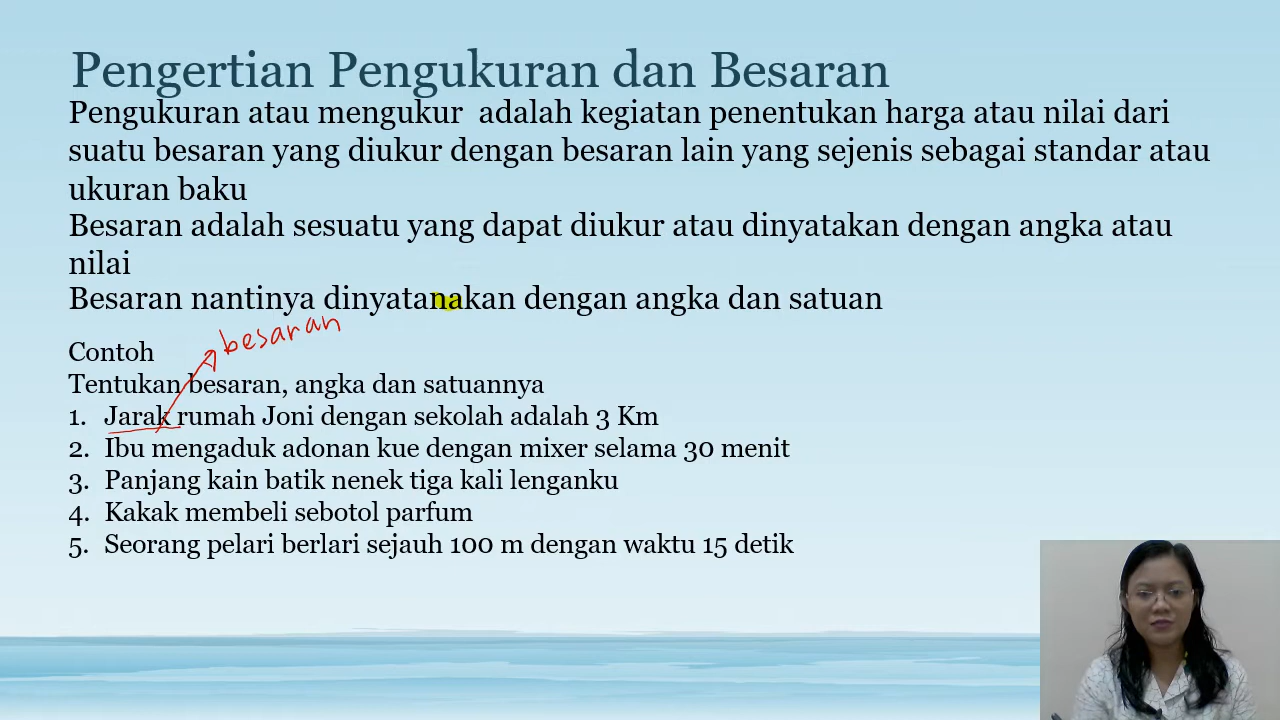 Pengertian Pengukuran dan Besaran
Pengukuran atau mengukur adalah kegiatan penentukan harga atau nilai dari
suatu besaran yang diukur dengan besaran lain yang sejenis sebagai standar atau
ukuran baku
Besaran adalah sesuatu yang dapat diukur atau dinyatakan dengan angka atau
nilai
Besaran nantinya dinyatanakan dengan angka dan satuan
besaran
Contoh
Tentukan besaran, angka dan satuannya
1. Jarak rumah Joni dengan sekolah adalah 3 Km
2. Ibu mengaduk adonan kue dengan mixer selama 30 menit
3. Panjang kain batik nenek tiga kali lenganku
4. Kakak membeli sebotol parfum
5. Seorang pelari berlari sejauh 100 m dengan waktu 15 detik